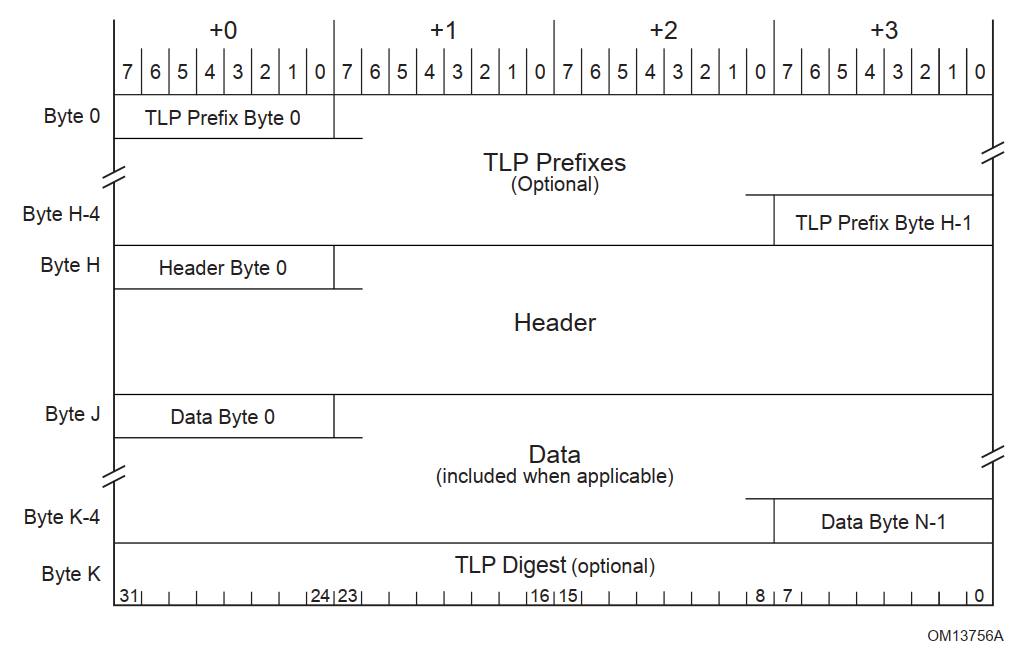 +0 +1 +2 +3
7 6 5 4 3 2 1 0 7 6 5 4 3 2 1 0 7 6 5 4 3 2 1 0 7 6 5 4 3 2 1 0
Byte 0 TLP Prefix Byte 0
TLP Prefixes
(Optional)
Byte H-4 TLP Prefix Byte H-1
Byte H Header Byte 0
Header
Byte J Data Byte 0
Data
(included when applicable)
Byte K-4 Data Byte N-1
TLP Digest (optional)
Byte K
31 24 23 16 15 8 7 0
OM13756A